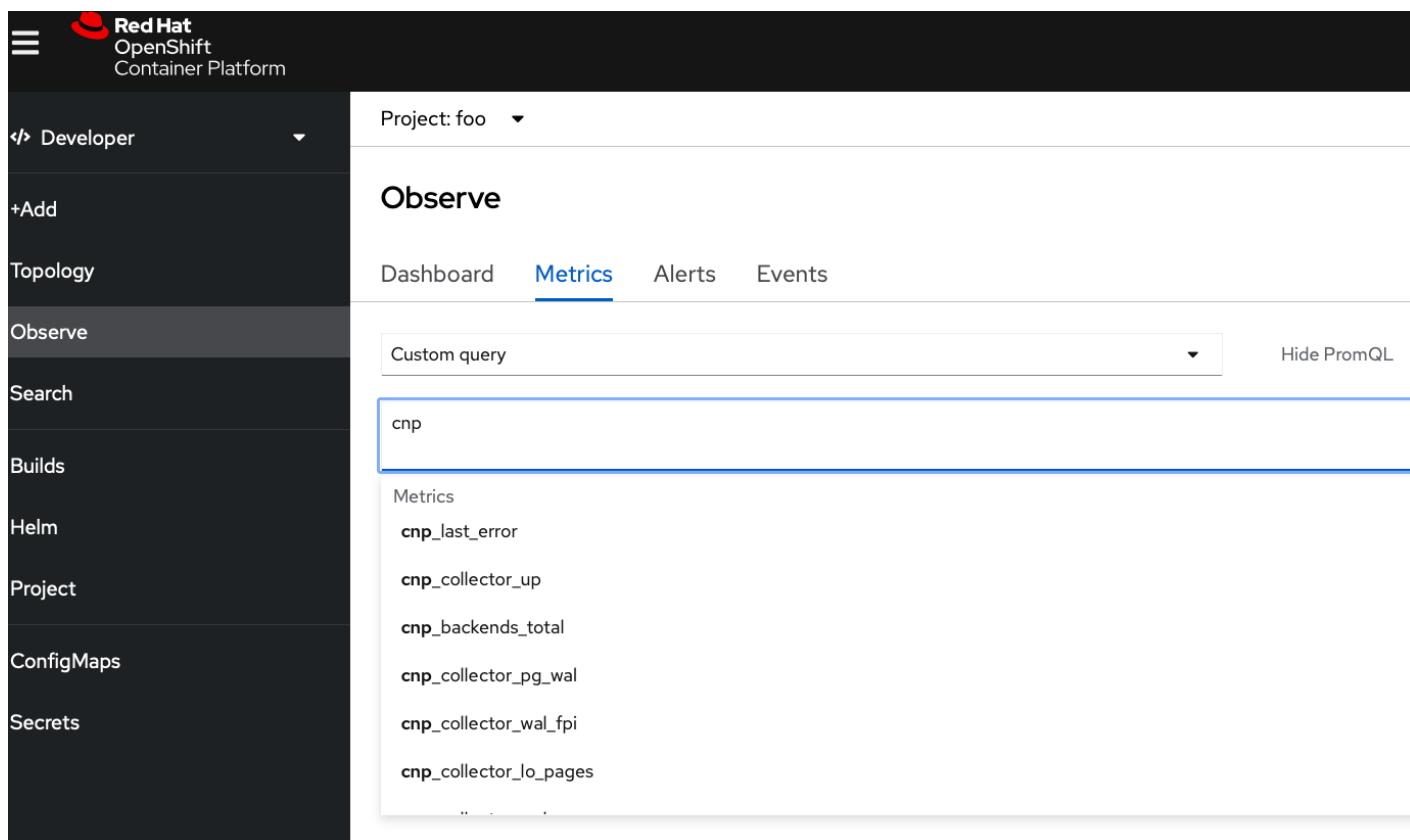 Red Hat
OpenShift
Container Platform
Developer
+Add
Topology
Observe
Search
Builds
Helm
Project
ConfigMaps
Secrets
Project: foo
Observe
Dashboard Metrics Alerts Events
Custom query Hide PromQL
cnp
Metrics
cnp_last_error
cnp_collector_up
cnp_backends_total
cnp_collector_pg_wal
cnp_collector_wal_fpi
cnp_collector_lo_pages